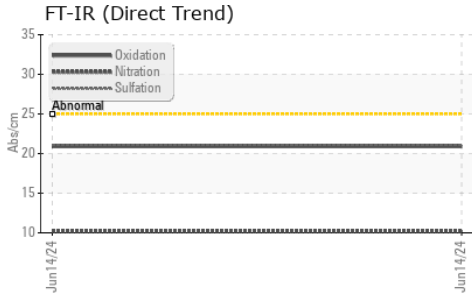 FT-IR (Direct Trend)
35
30
25
20
15
10
Abs/cm
Oxidation
Nitration
Sulfation
Abnormal
Jun14/24
Jun14/24